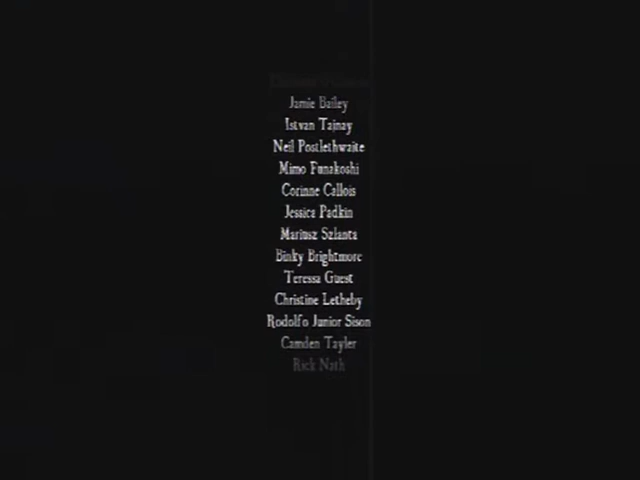 Jamie Bailey
Istvan Tajnay
Neil Postlethwaite
Mimo Funakoshi
Corinne Callois
Jessica Padkin
Mariusz Szlanta
Binky Brightmore
Teressa Guest
Christine Letheby
Rodolfo Junior Sison
Camden Tayler
Rick Nath